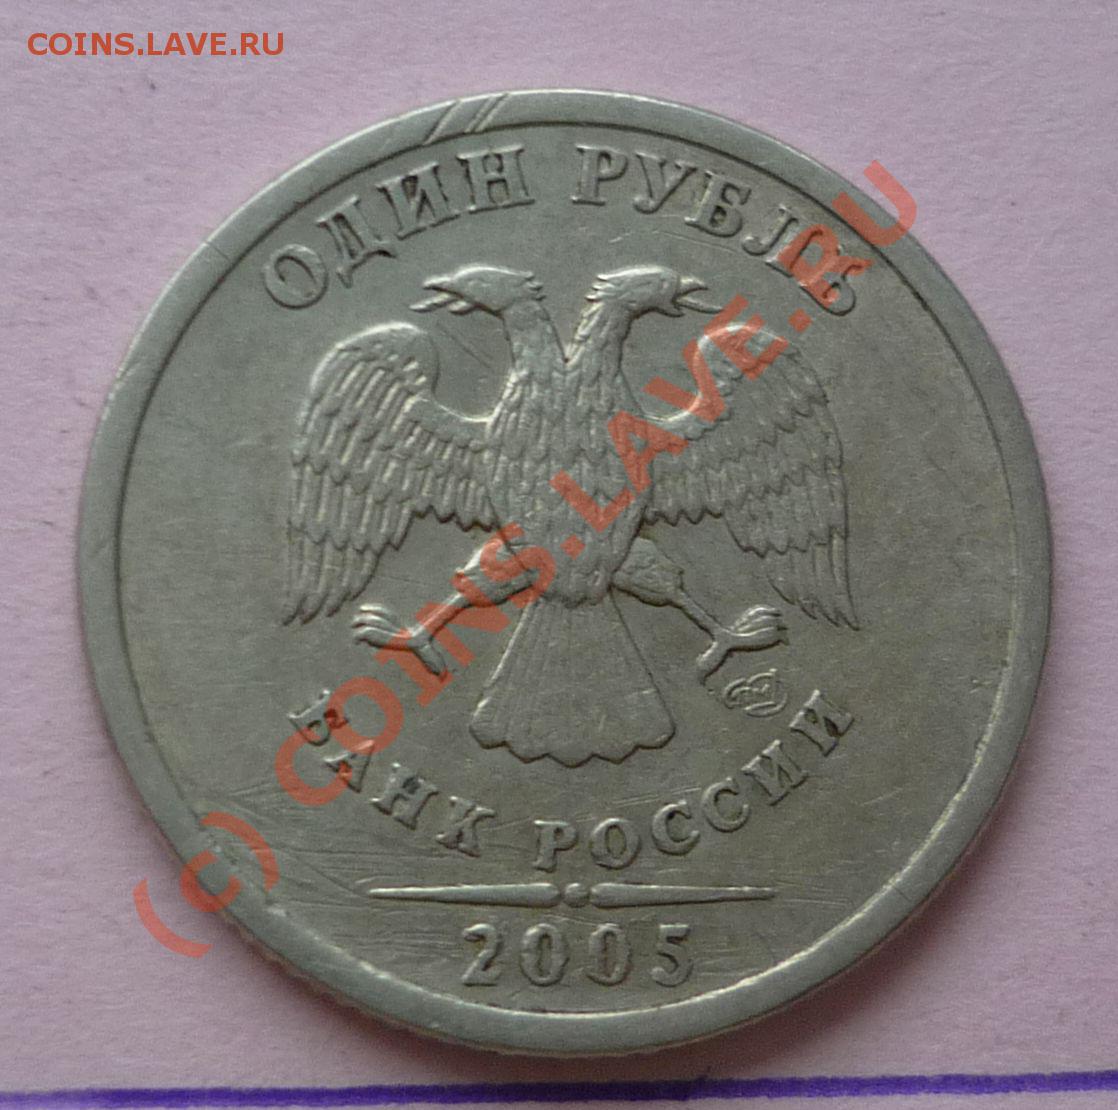 COINS.LAVE.RU
ОДИН РУБЛЬ
(c) COINS.LAVE.RU
БАНК РОССИИ
2005